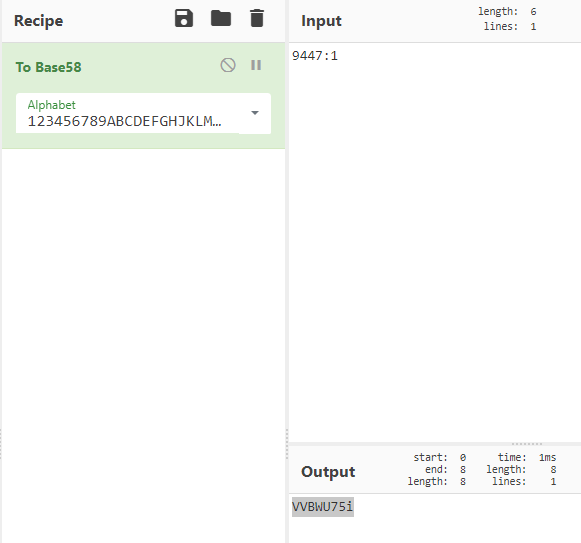 Recipe
To Base58
Alphabet
123456789ABCDEFGHJKLM...
Input
length: 6
lines: 1
9447:1
Output
start: 0 time: 1ms
end: 8 length: 8
length: 8 lines: 1
VVBWU75i